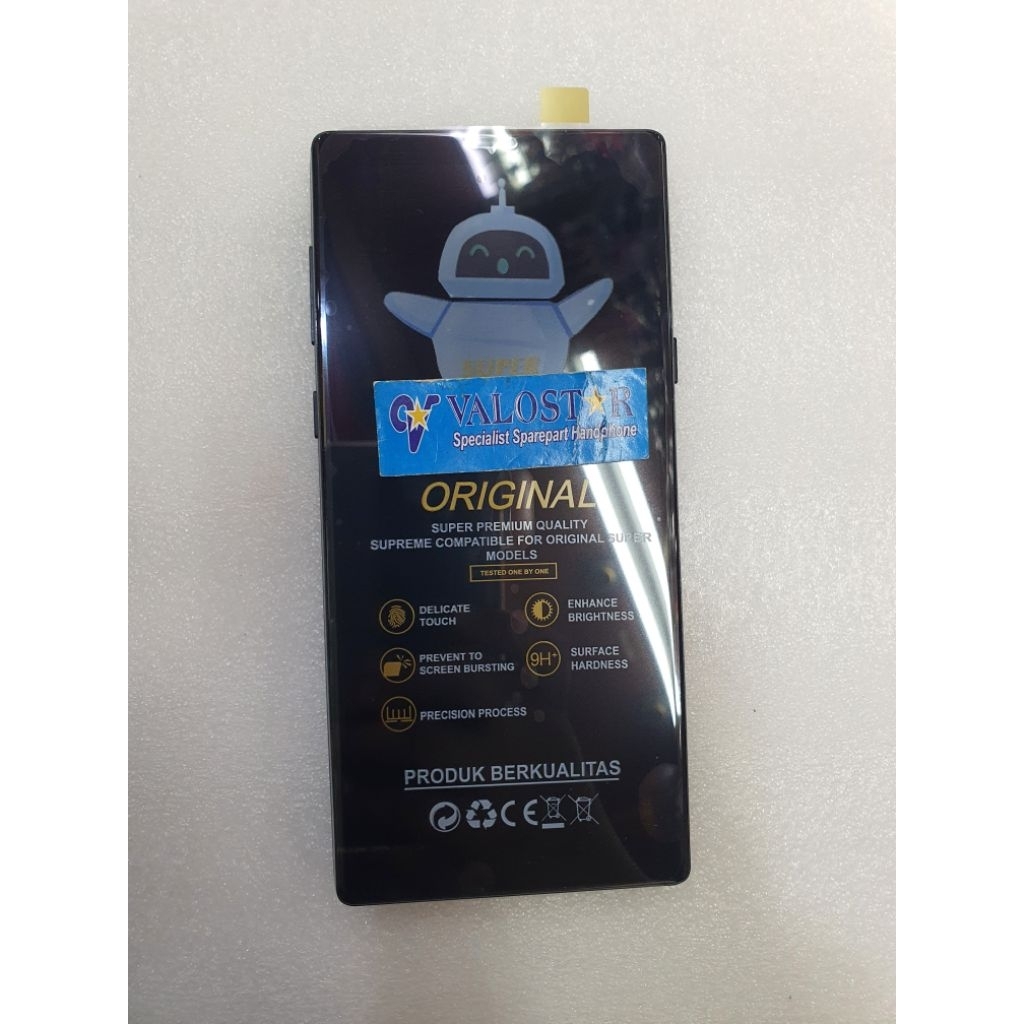 SUPER
VALOSTAR
Specialist Sparepart Handphone
ORIGINAL
SUPER PREMIUM QUALITY
SUPREME COMPATIBLE FOR ORIGINAL SUPER
MODELS
TESTED ONE BY ONE
DELICATE
TOUCH
ENHANCE
BRIGHTNESS
PREVENT TO
SCREEN BURSTING
9H+
SURFACE
HARDNESS
PRECISION PROCESS
PRODUK BERKUALITAS
CE